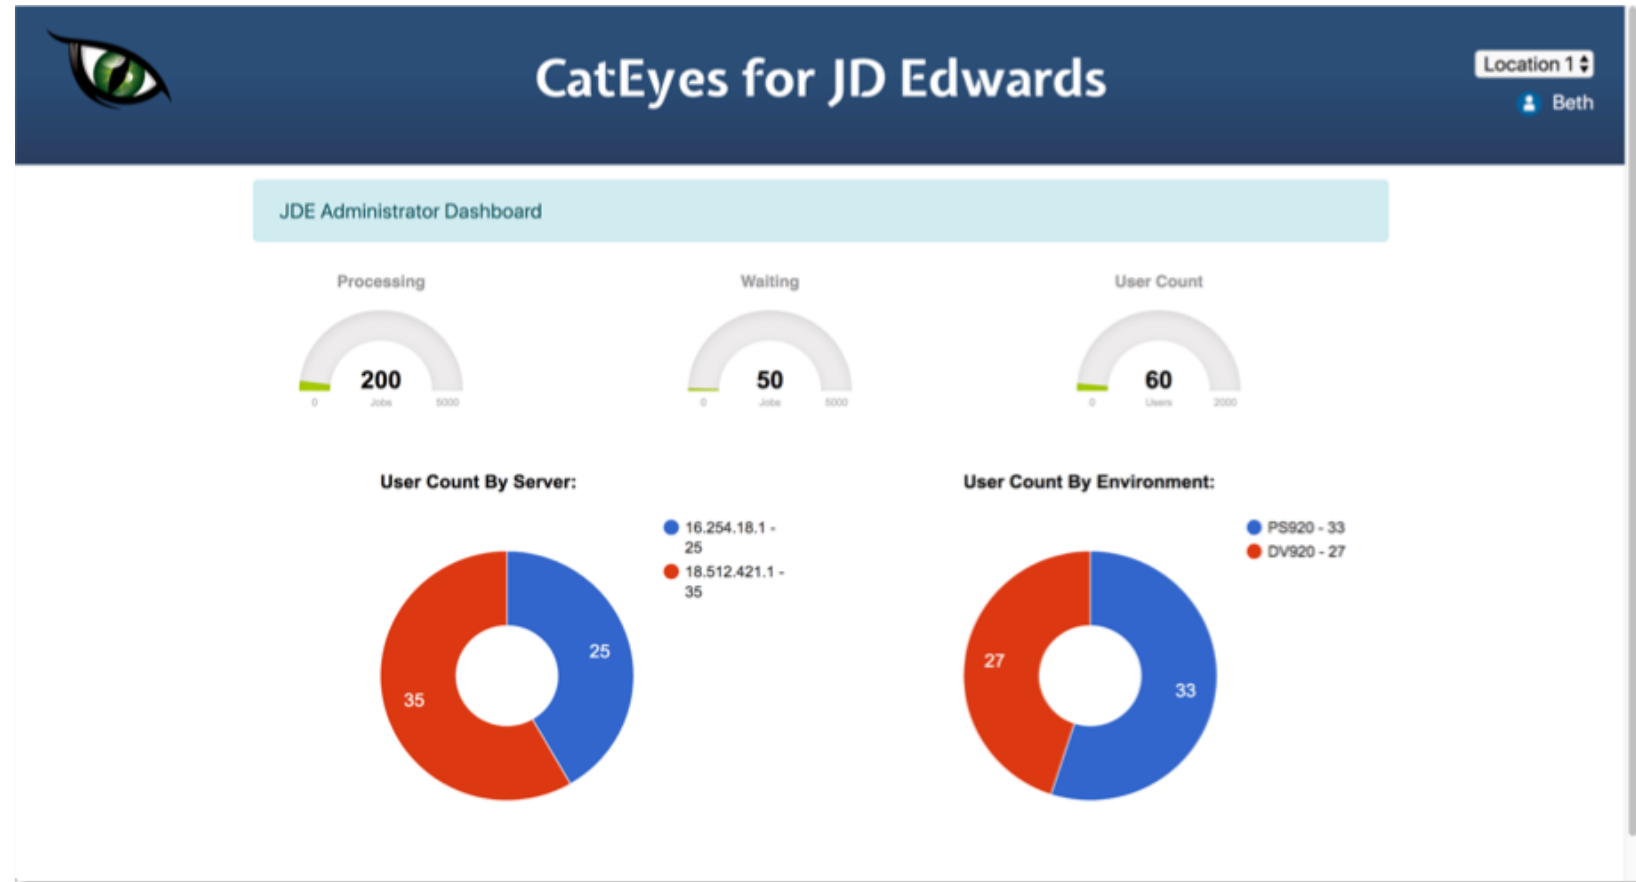 CatEyes for JD Edwards
Location 1
Beth
JDE Administrator Dashboard
Processing
200
0 Jobs 5000
Waiting
50
0 Jobs 5000
User Count
60
0 Users 2000
User Count By Server:
16.254.18.1 -
25
18.512.421.1 -
35
25
35
User Count By Environment:
PS920 - 33
DV920 - 27
27
33